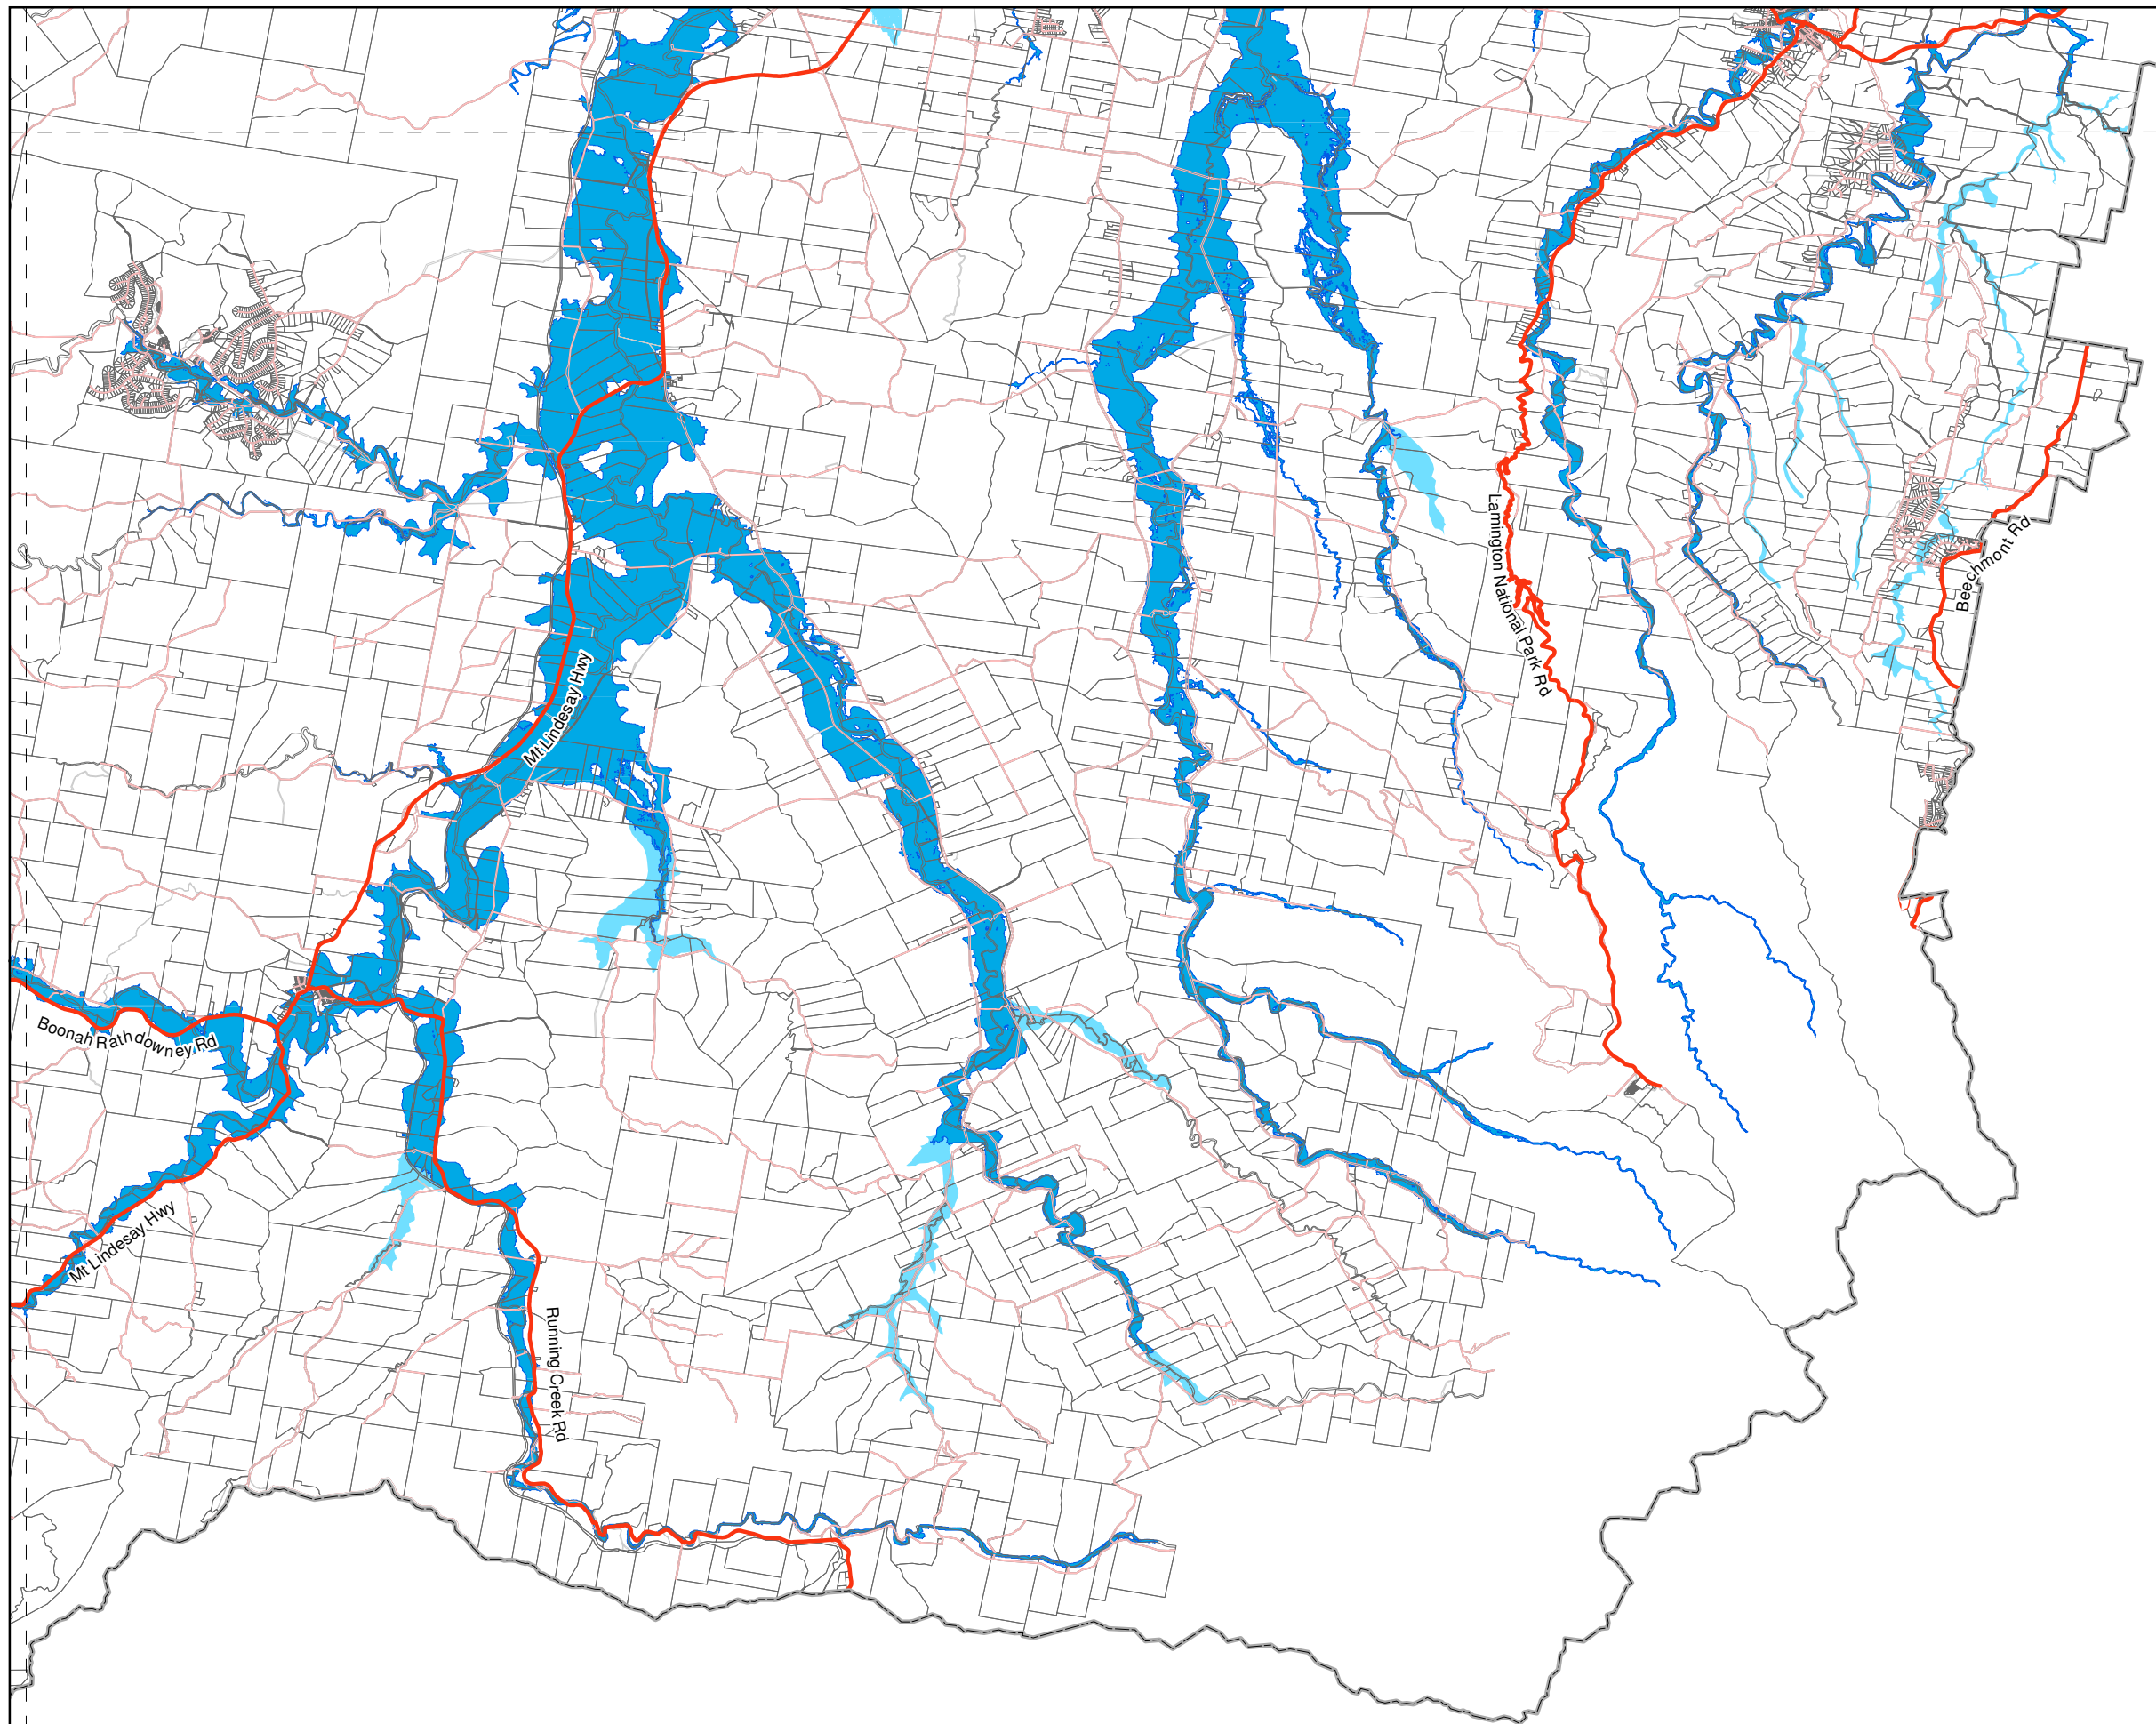 Lamington National Park Rd
Beechmont Rd
Mt Lindesay Hwy
Boonah Rathdowney Rd
Mt Lindesay Hwy
Running Creek Rd